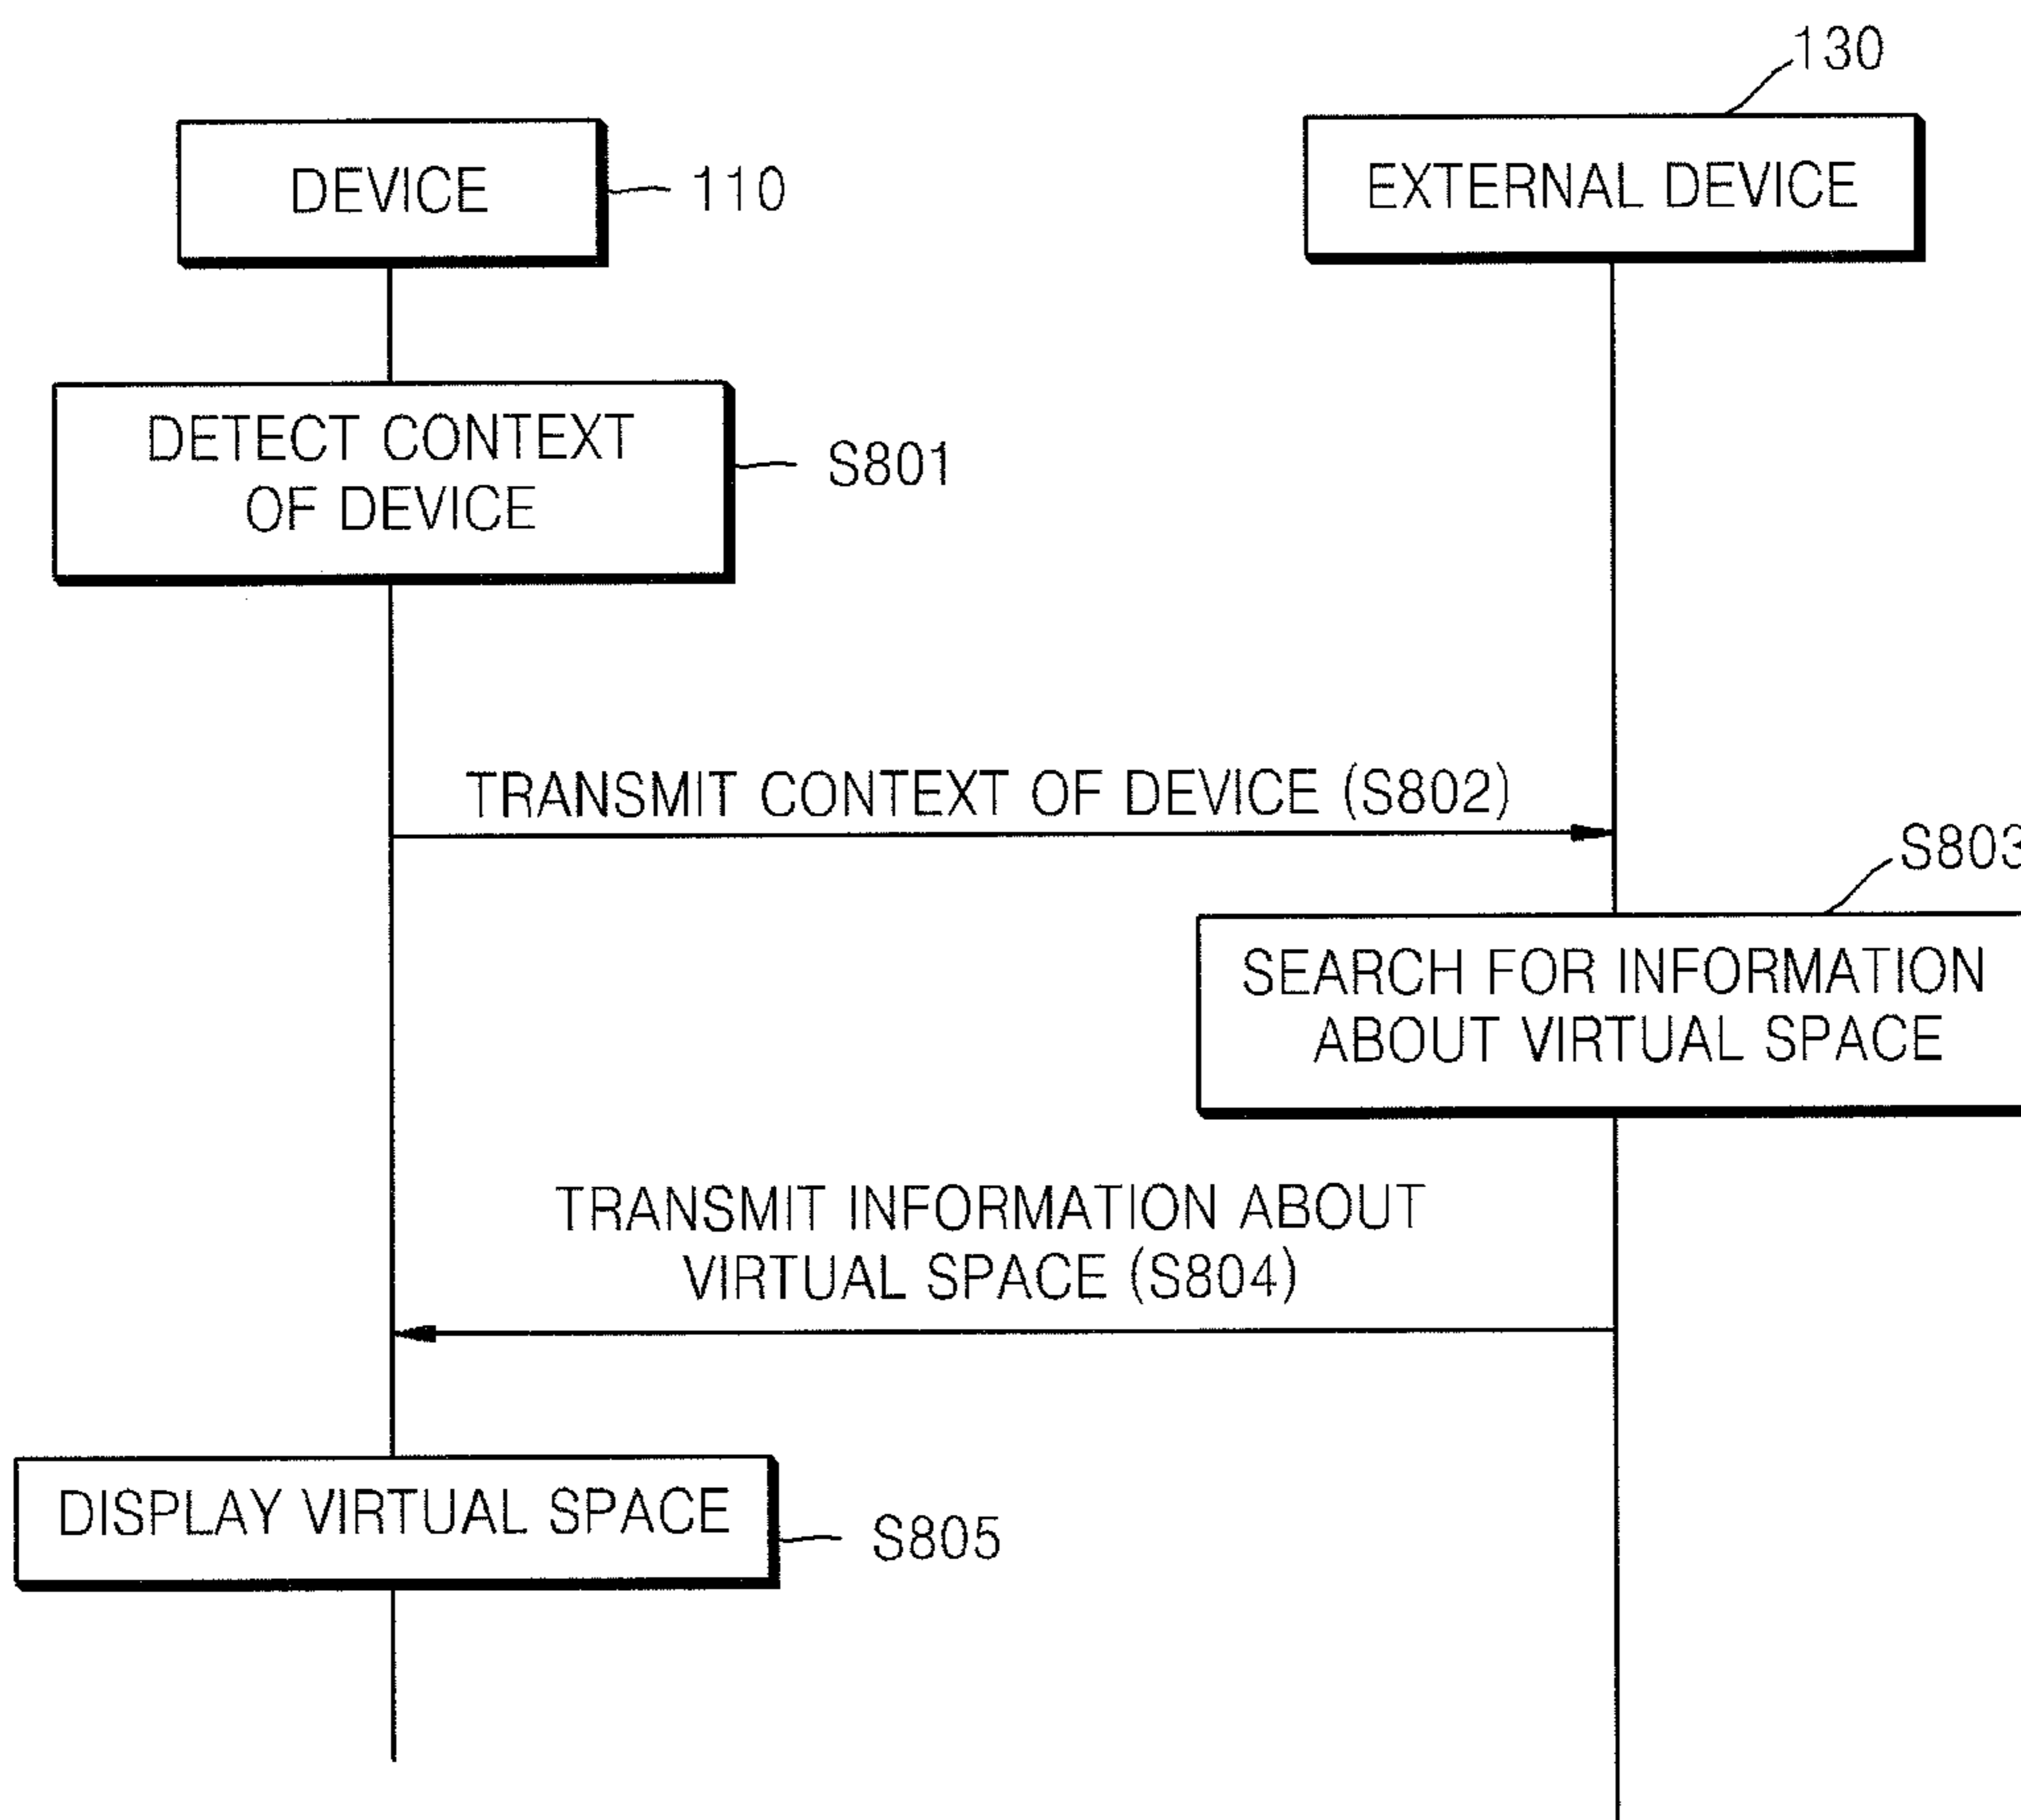 130
DEVICE
110
EXTERNAL DEVICE
DETECT CONTEXT
OF DEVICE
S801
TRANSMIT CONTEXT OF DEVICE (S802)
S803
SEARCH FOR INFORMATION
ABOUT VIRTUAL SPACE
TRANSMIT INFORMATION ABOUT
VIRTUAL SPACE (S804)
DISPLAY VIRTUAL SPACE
S805